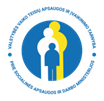 VALSTYBĖS VAIKO TEISIŲ APSAUGOS IR ĮVAIKINIMO TARNYBA
PRIE SOCIALINĖS APSAUGOS IR DARBO MINISTERIJOS